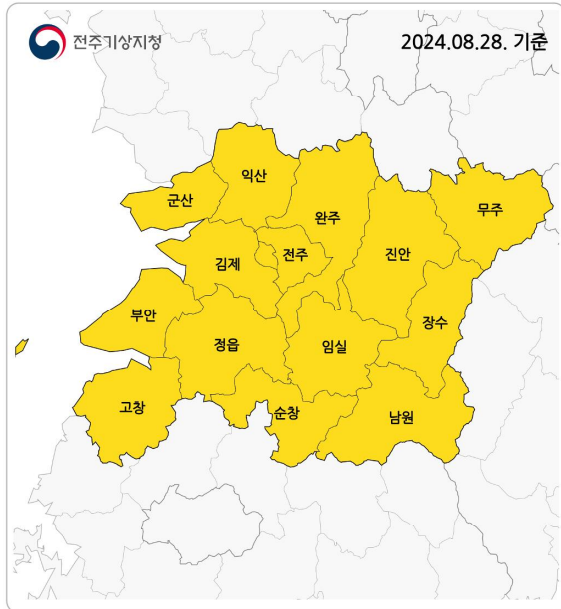 전주기상지청
2024.08.28. 기준
익산
군산
완주
무주
전주
진안
김제
부안
장수
정읍
임실
고창
순창
남원